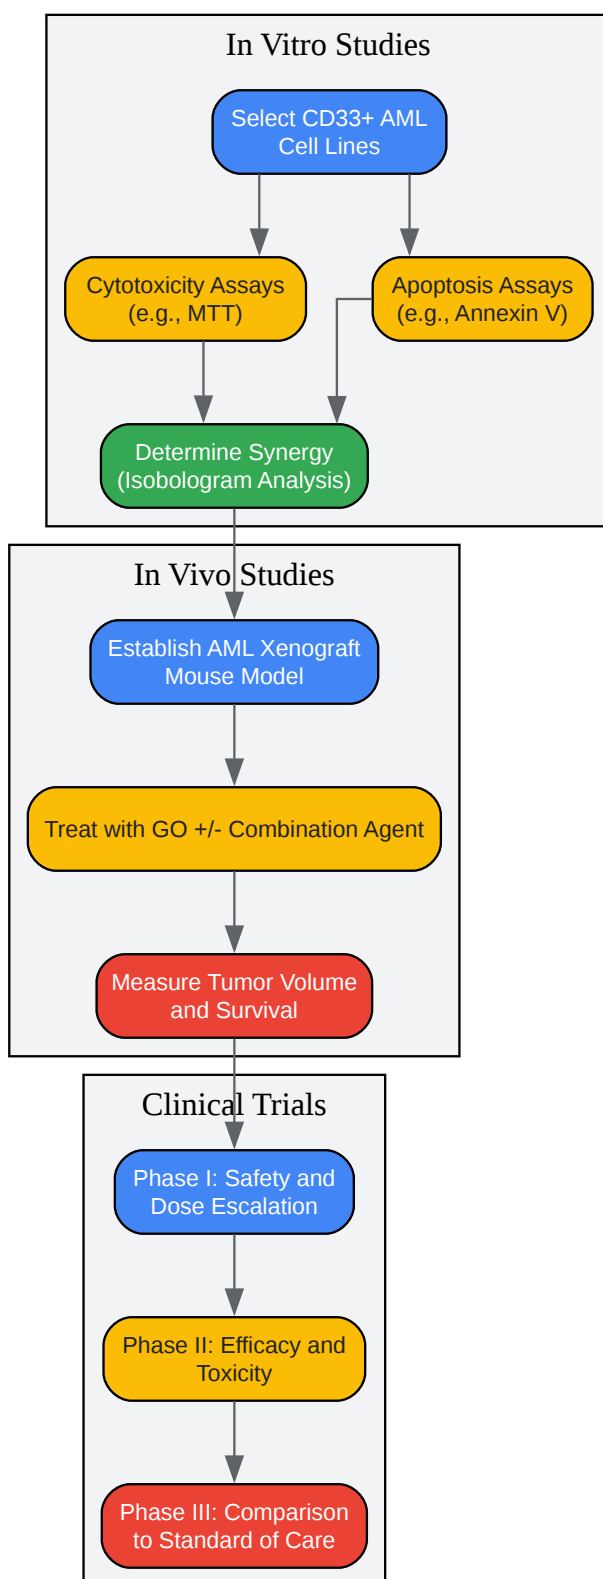 In Vitro Studies
Select CD33+ AML
Cell Lines
Cytotoxicity Assays
(e.g., MTT)
Apoptosis Assays
(e.g., Annexin V)
Determine Synergy
(Isobologram Analysis)
In Vivo Studies
Establish AML Xenograft
Mouse Model
Treat with GO +/- Combination Agent
Measure Tumor Volume
and Survival
Clinical Trials
Phase I: Safety and
Dose Escalation
Phase II: Efficacy and
Toxicity
Phase III: Comparison
to Standard of Care